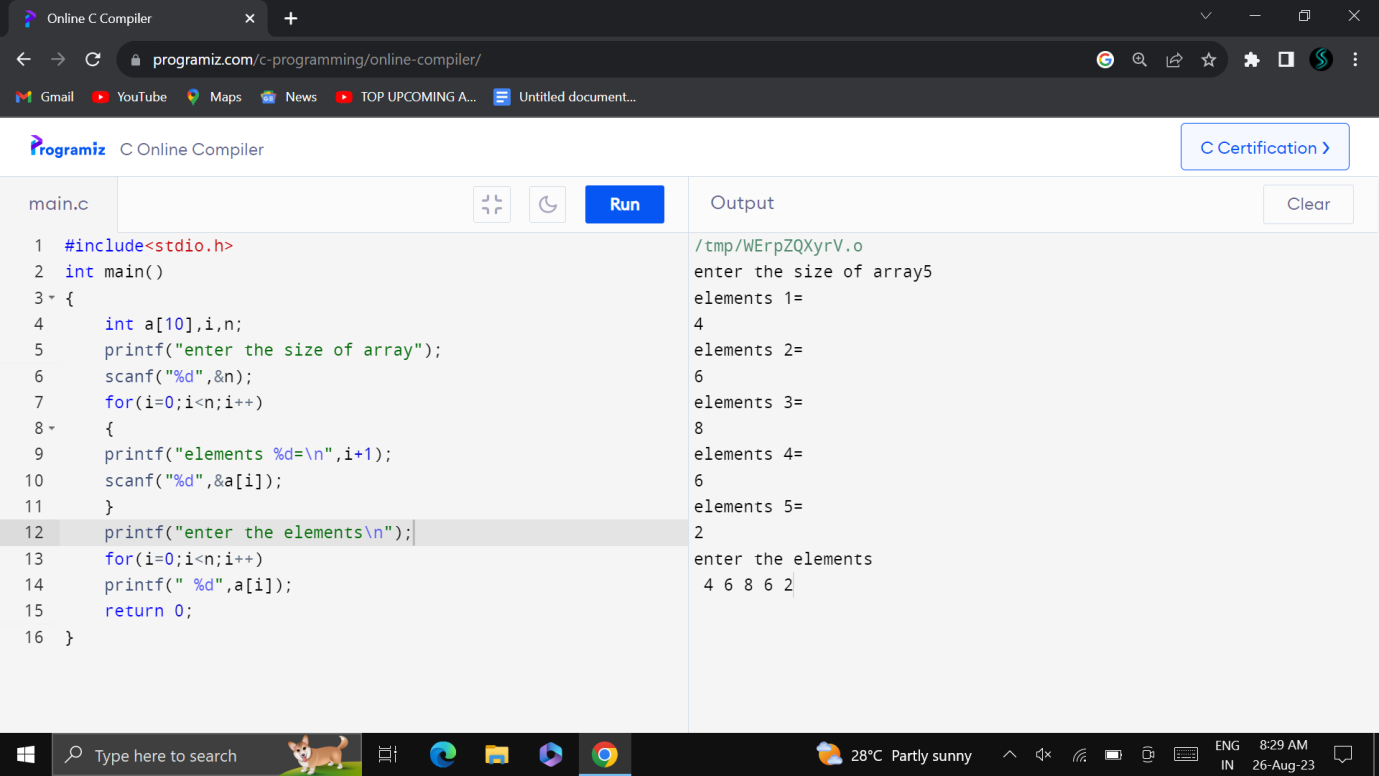 Online C Compiler
programiz.com/c-programming/online-compiler/
Gmail YouTube Maps News TOP UPCOMING A... Untitled document...
Programiz C Online Compiler C Certification
main.c Run Output Clear
1 #include<stdio.h>
2 int main()
3 {
4 int a[10],i,n;
5 printf("enter the size of array");
6 scanf("%d",&n);
7 for(i=0;i<n;i++)
8 {
9 printf("elements %d=\n",i+1);
10 scanf("%d",&a[i]);
11 }
12 printf("enter the elements\n");
13 for(i=0;i<n;i++)
14 printf(" %d",a[i]);
15 return 0;
16 }
/tmp/WErpZQXyrV.o
enter the size of array5
elements 1=
4
elements 2=
6
elements 3=
8
elements 4=
6
elements 5=
2
enter the elements
4 6 8 6 2
Type here to search
28°C Partly sunny
ENG
IN
8:29 AM
26-Aug-23